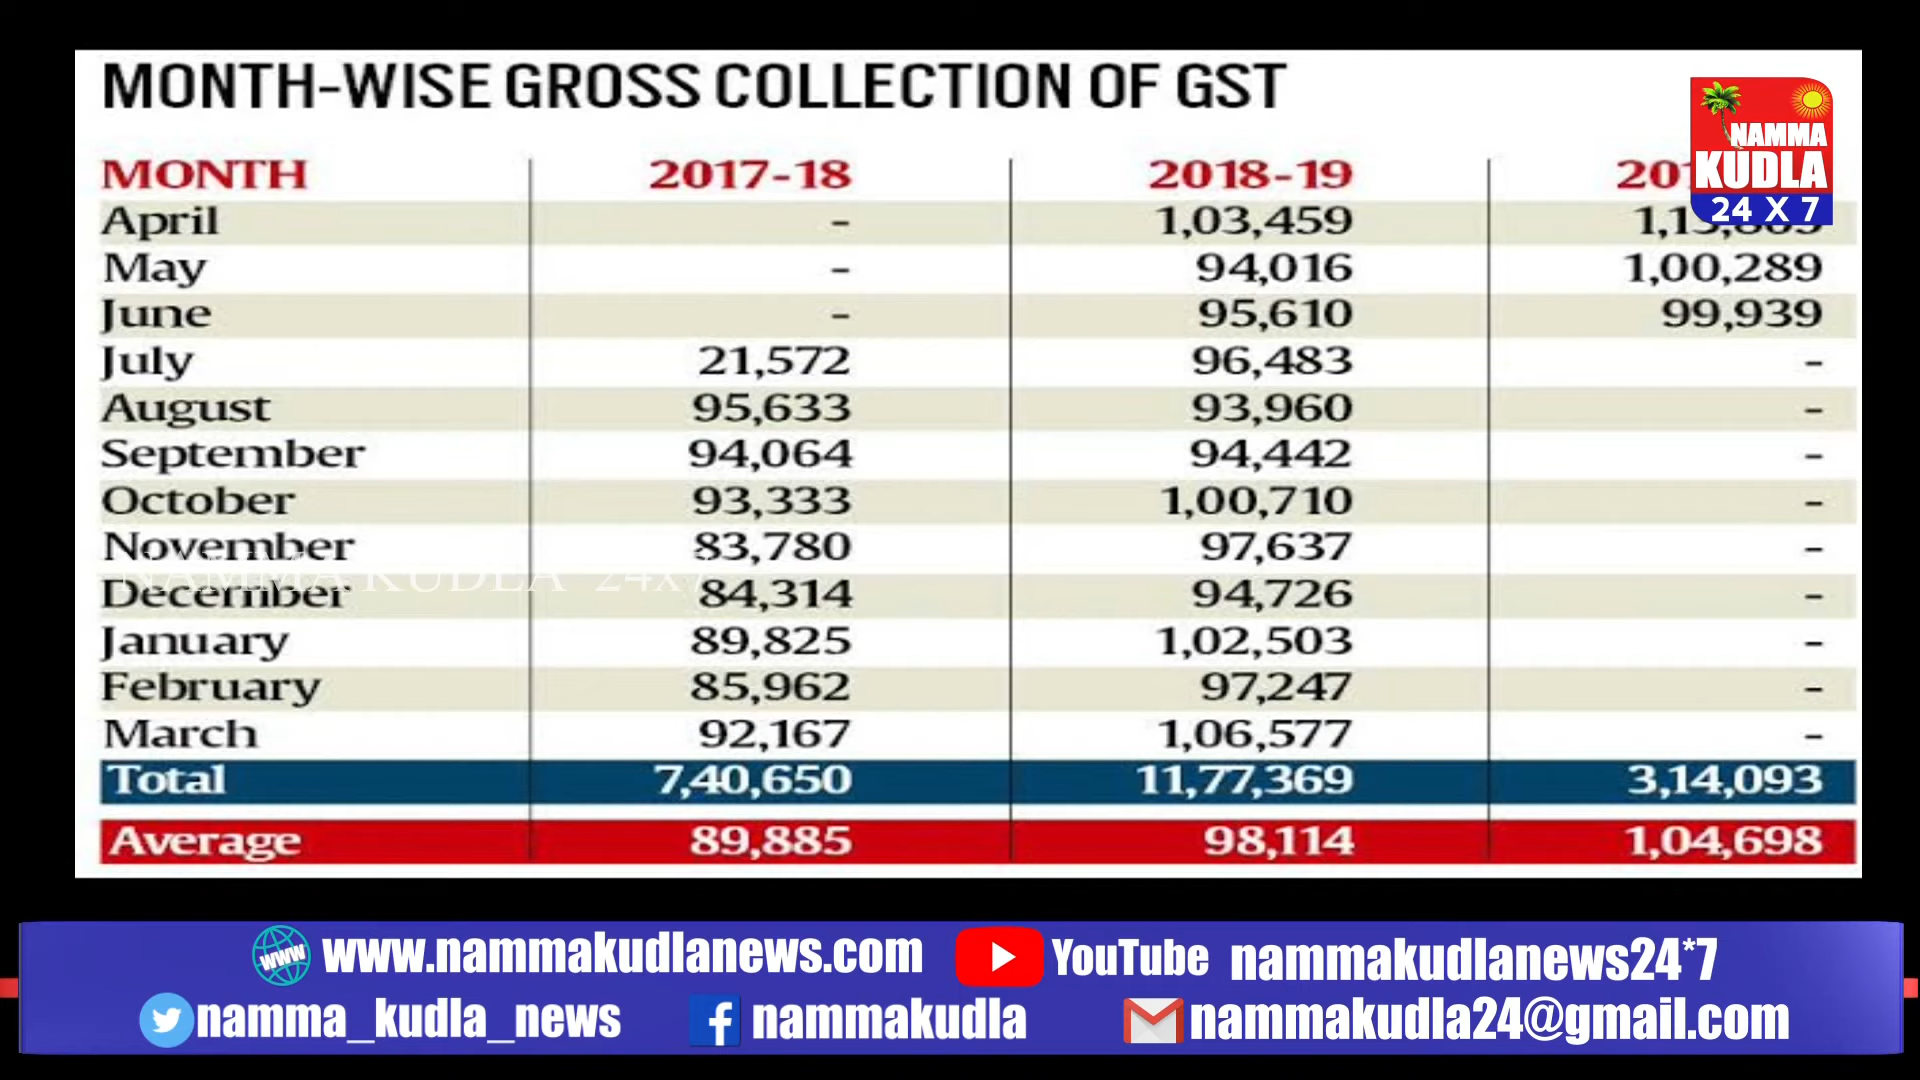 MONTH-WISE GROSS COLLECTION OF GST
NAMMA
KUDLA
24 X 7
MONTH 2017-18 2018-19
April - 1,03,459
May - 94,016 1,00,289
June - 95,610 99,939
July 21,572 96,483 -
August 95,633 93,960 -
September 94,064 94,442 -
October 93,333 1,00,710 -
November 83,780 97,637 -
NAMMA KUDLA 24x7
December 84,314 94,726 -
January 89,825 1,02,503 -
February 85,962 97,247 -
March 92,167 1,06,577 -
Total 7,40,650 11,77,369 3,14,093
Average 89,885 98,114 1,04,698
www www.nammakudlanews.com YouTube nammakudlanews24*7
namma_kudla_news nammakudla nammakudla24@gmail.com